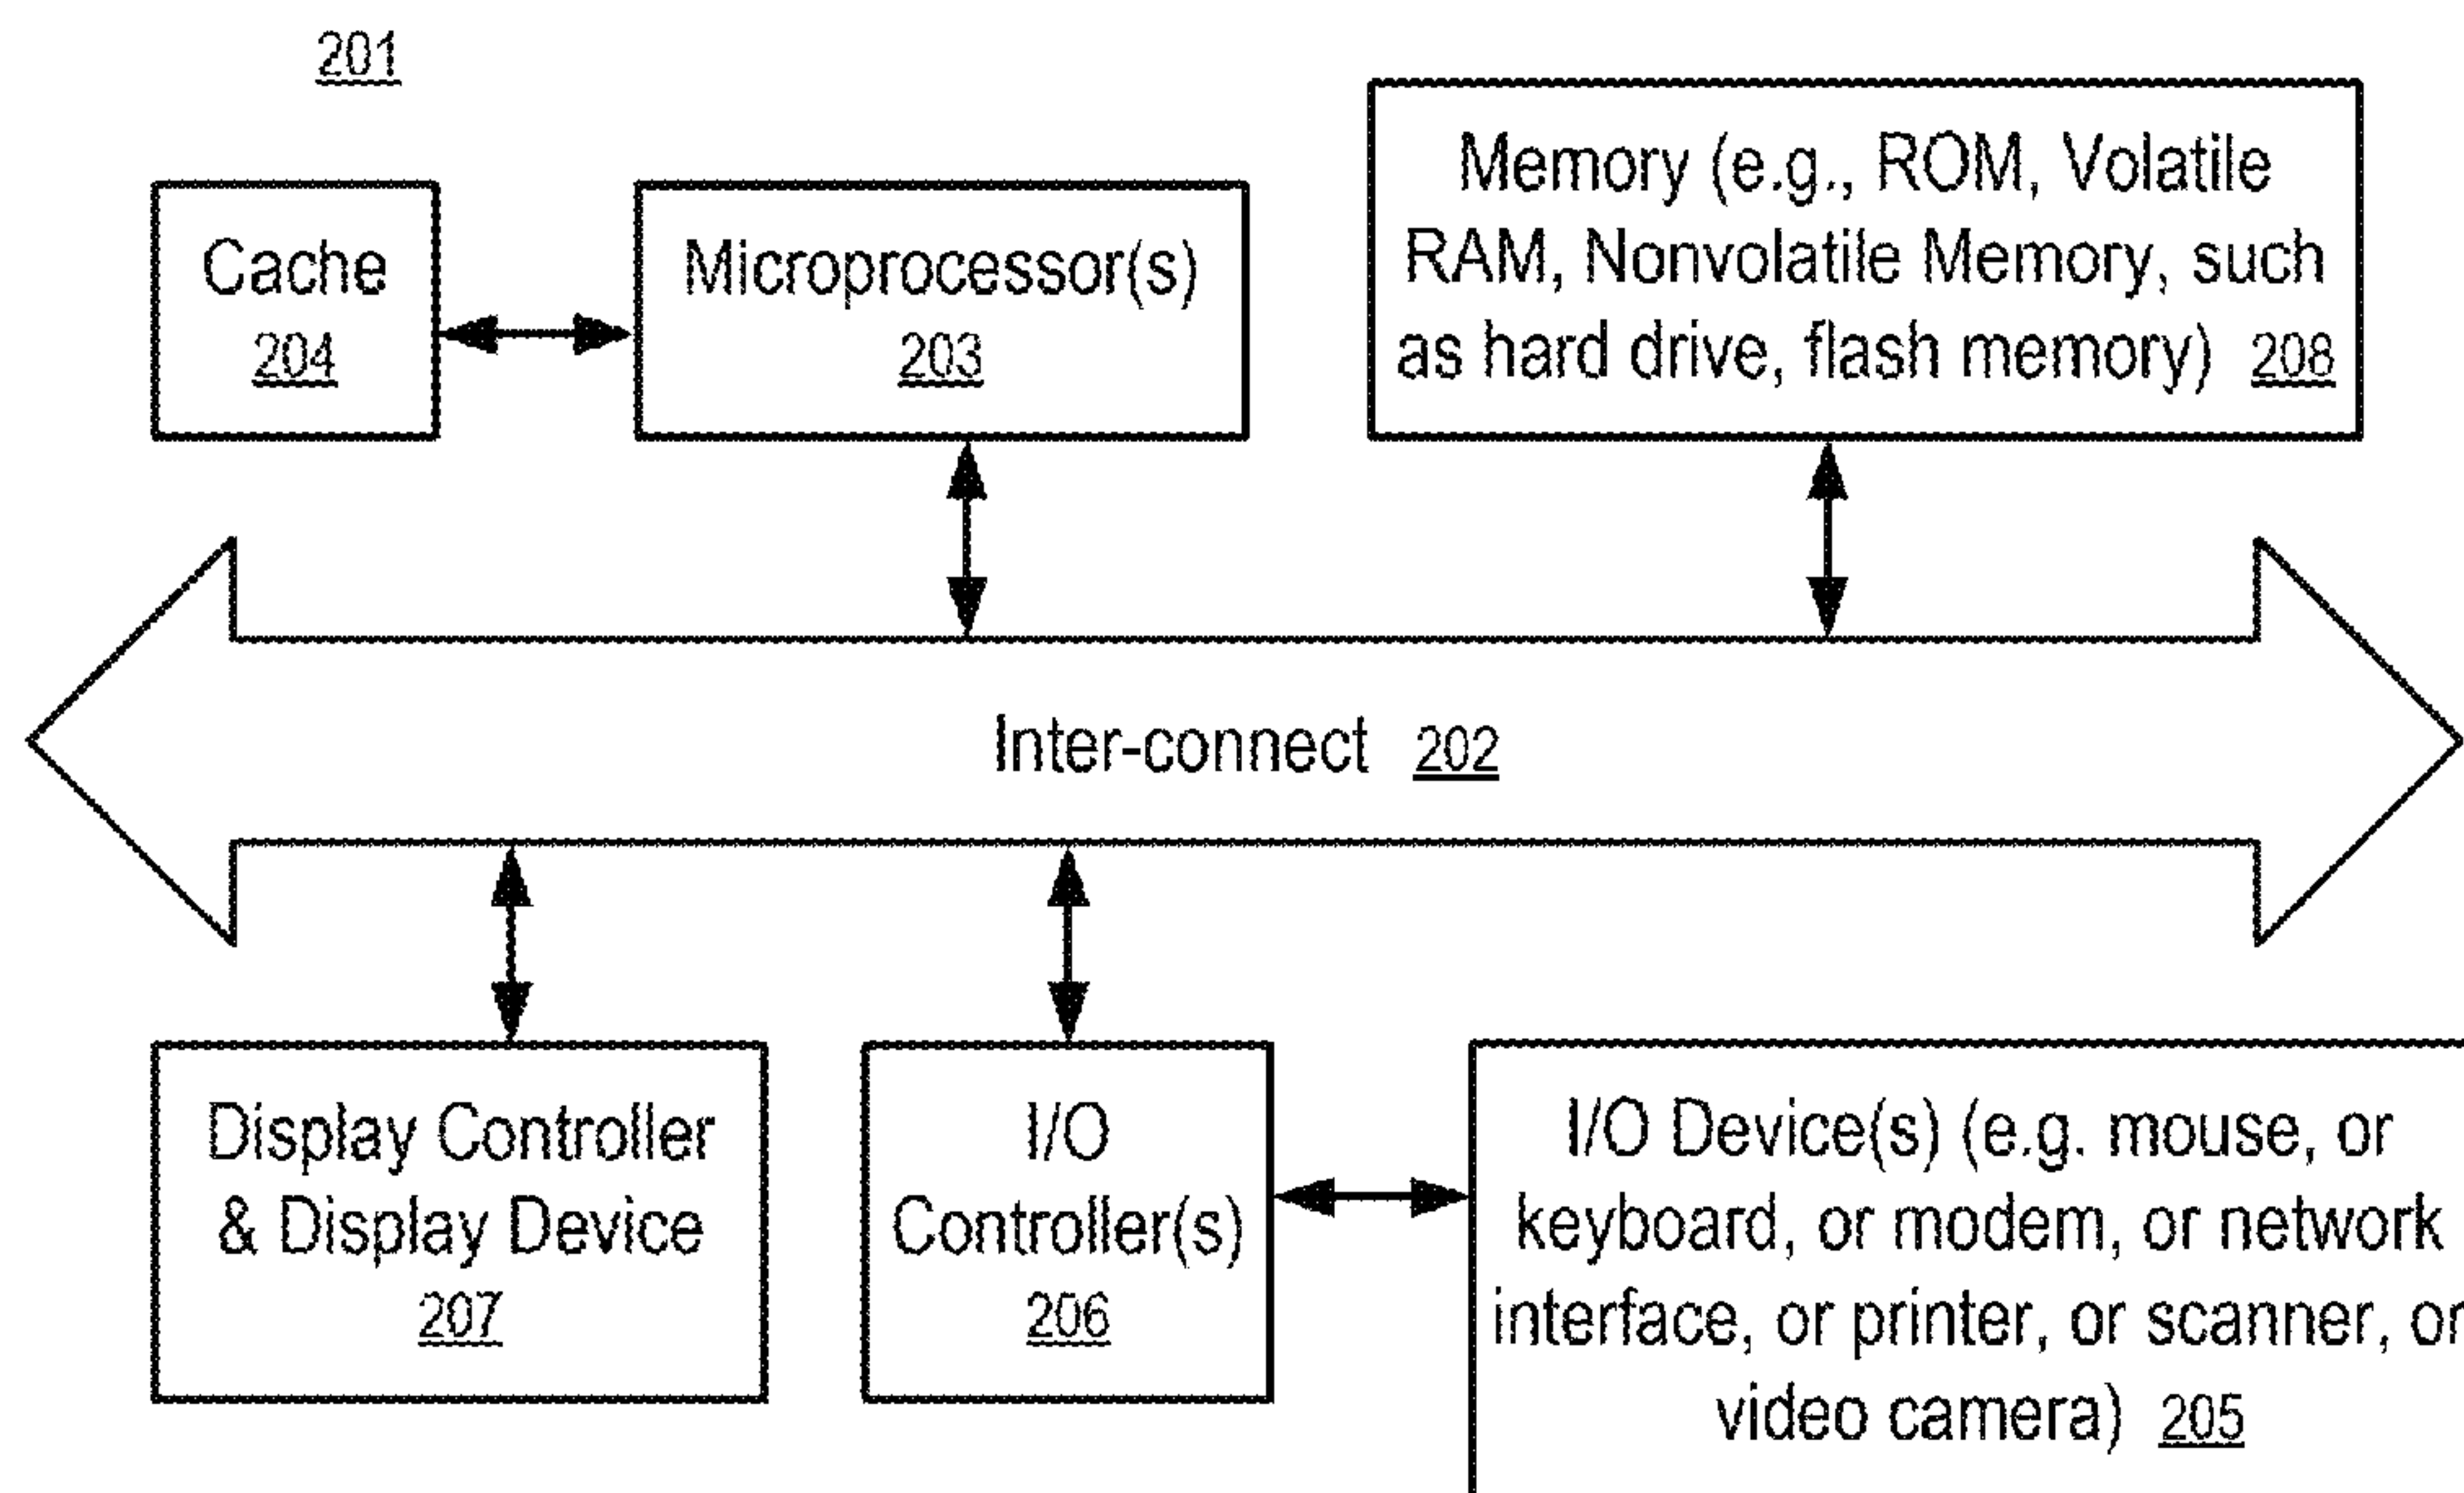 201
Cache
204
Microprocessor(s)
203
Memory (e.g., ROM, Volatile
RAM, Nonvolatile Memory, such
as hard drive, flash memory) 208
Inter-connect 202
Display Controller
& Display Device
207
I/O
Controller(s)
206
I/O Device(s) (e.g. mouse, or
keyboard, or modem, or network
interface, or printer, or scanner, or
video camera) 205